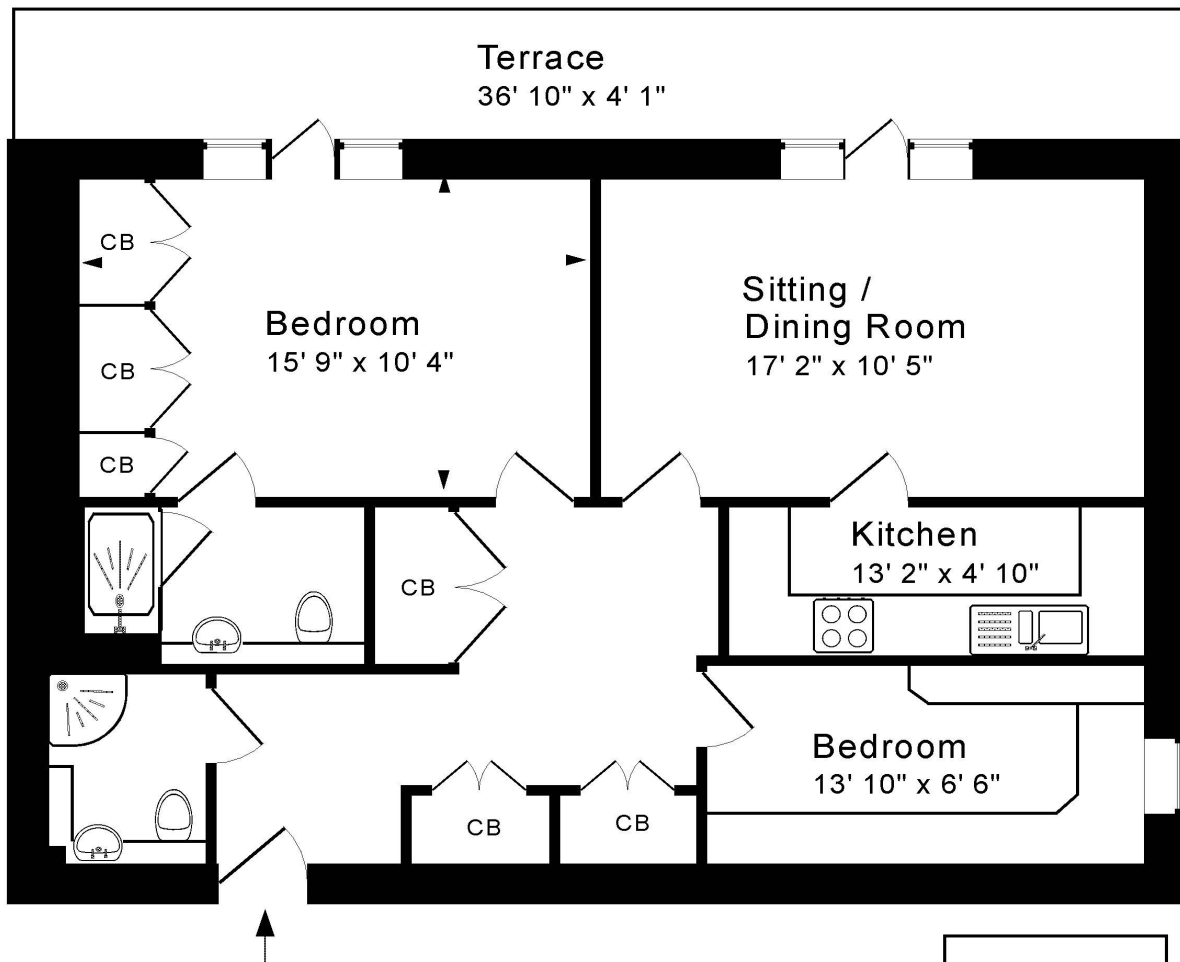 Terrace
36' 10" x 4' 1"
CB
Bedroom
15' 9" x 10' 4"
CB
CB
Sitting /
Dining Room
17' 2" x 10' 5"
CB
Kitchen
13' 2" x 4' 10"
Bedroom
13' 10" x 6' 6"
CB
CB